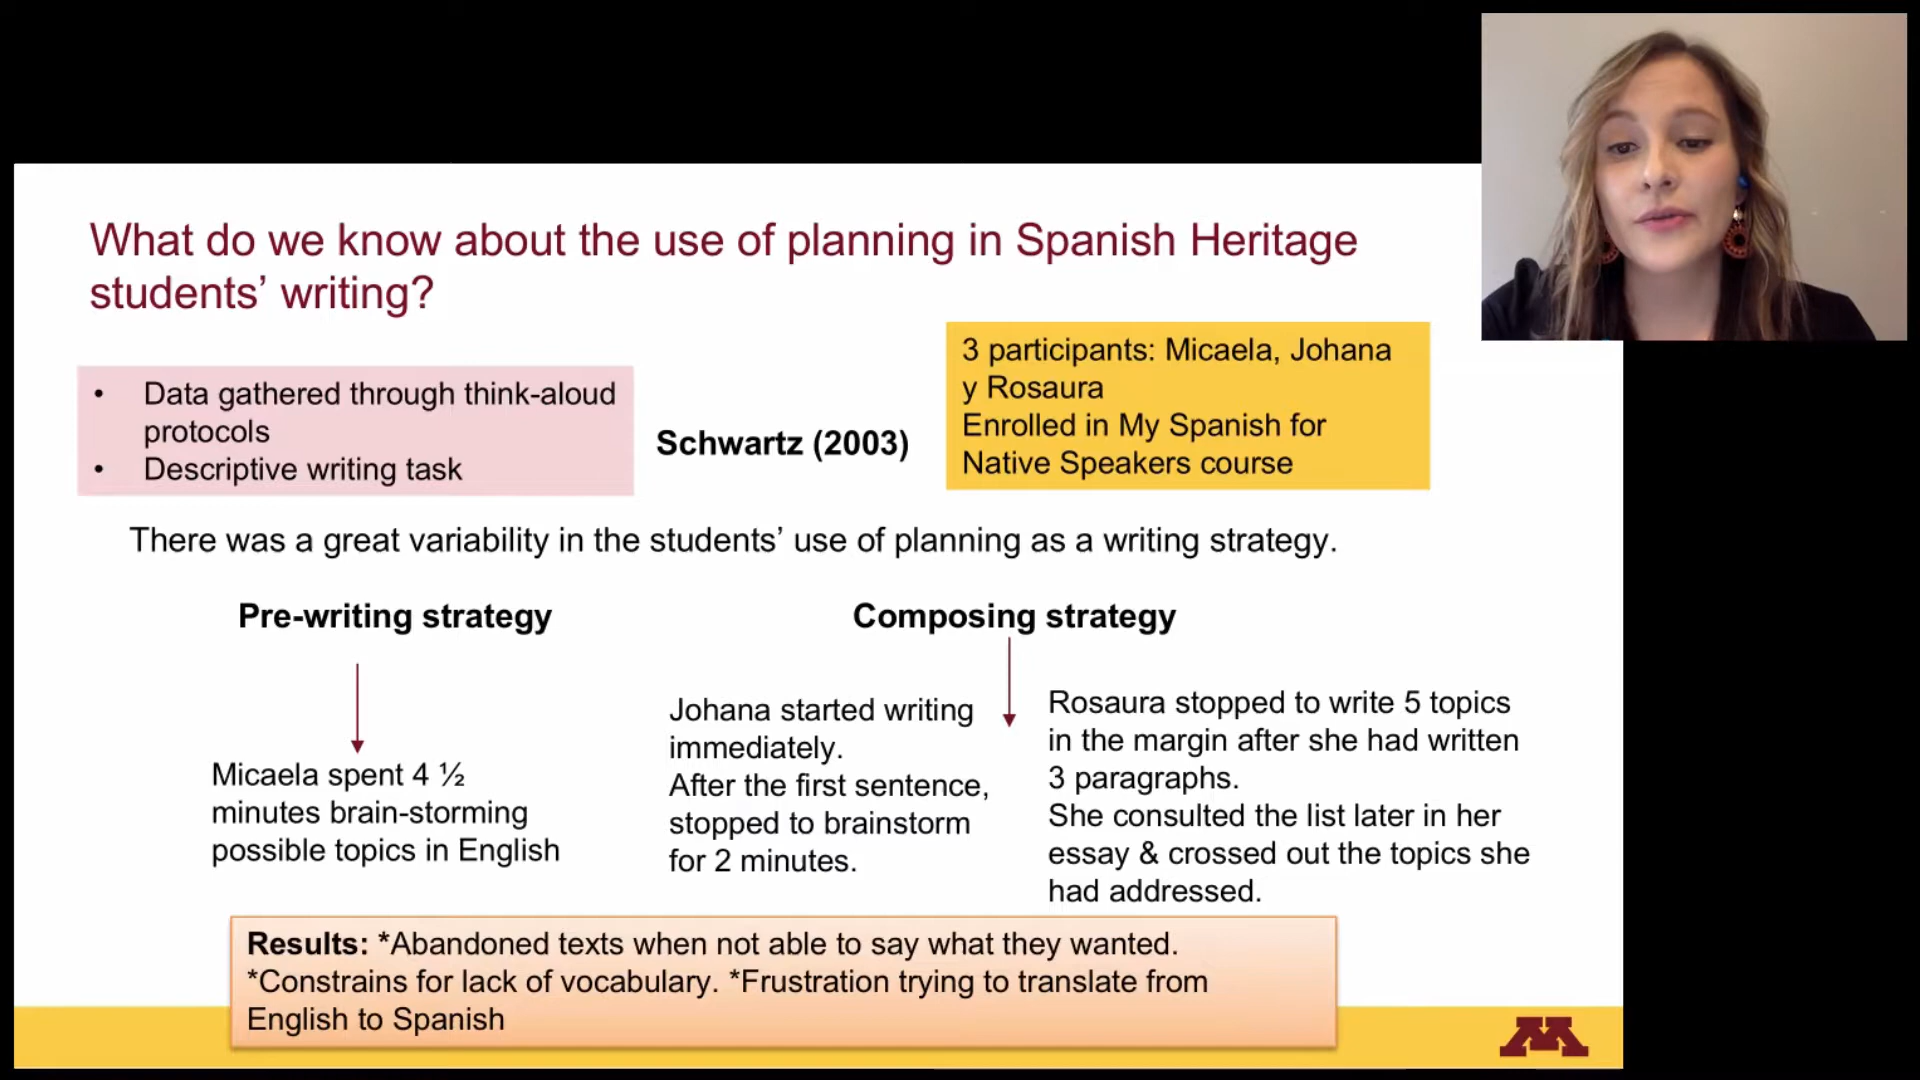 What do we know about the use of planning in Spanish Heritage
students’ writing?
• Data gathered through think-aloud
protocols
• Descriptive writing task
Schwartz (2003)
3 participants: Micaela, Johana
y Rosaura
Enrolled in My Spanish for
Native Speakers course
There was a great variability in the students’ use of planning as a writing strategy.
Pre-writing strategy
Micaela spent 4 ½
minutes brain-storming
possible topics in English
Composing strategy
Johana started writing
immediately.
After the first sentence,
stopped to brainstorm
for 2 minutes.
Rosaura stopped to write 5 topics
in the margin after she had written
3 paragraphs.
She consulted the list later in her
essay & crossed out the topics she
had addressed.
Results: *Abandoned texts when not able to say what they wanted.
*Constrains for lack of vocabulary. *Frustration trying to translate from
English to Spanish
M